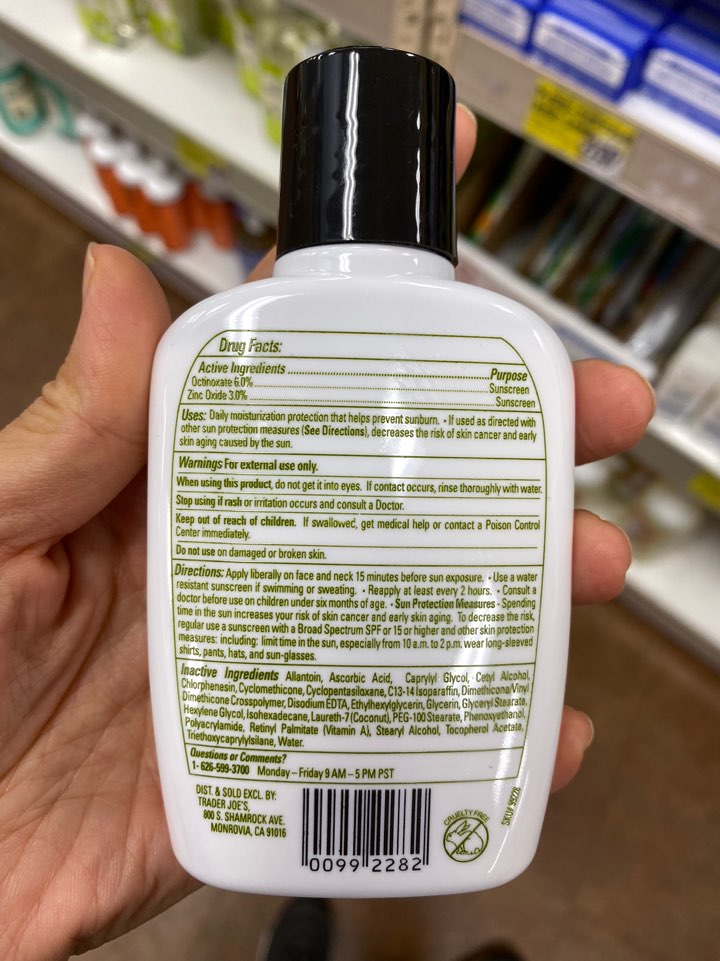 Drug Facts:
Active Ingredients ........ Purpose
Octinoxate 6.0% ........ Sunscreen
Zinc Oxide 3.0% ........ Sunscreen
Uses: Daily moisturization protection that helps prevent sunburn. • If used as directed with
other sun protection measures (See Directions), decreases the risk of skin cancer and early
skin aging caused by the sun.
Warnings For external use only.
When using this product, do not get it into eyes. If contact occurs, rinse thoroughly with water.
Stop using if rash or irritation occurs and consult a Doctor.
Keep out of reach of children. If swallowed, get medical help or contact a Poison Control
Center immediately.
Do not use on damaged or broken skin.
Directions: Apply liberally on face and neck 15 minutes before sun exposure. • Use a water
resistant sunscreen if swimming or sweating. • Reapply at least every 2 hours. • Consult a
doctor before use on children under six months of age. • Sun Protection Measures - Spending
time in the sun increases your risk of skin cancer and early skin aging. To decrease the risk,
regular use a sunscreen with a Broad Spectrum SPF or 15 or higher and other skin protection
measures: including: limit time in the sun, especially from 10 a.m. to 2 p.m. wear long-sleeved
shirts, pants, hats, and sun-glasses.
Inactive Ingredients Allantoin, Ascorbic Acid, Caprylyl Glycol, Cetyl Alcohol,
Chlorphenesin, Cyclomethicone, Cyclopentasiloxane, C13-14 Isoparaffin, Dimethicone/Vinyl
Dimethicone Crosspolymer, Disodium EDTA, Ethylhexylglycerin, Glycerin, Glyceryl Stearate,
Hexylene Glycol, Isohexadecane, Laureth-7 (Coconut), PEG-100 Stearate, Phenoxyethanol,
Polyacrylamide, Retinyl Palmitate (Vitamin A), Stearyl Alcohol, Tocopherol Acetate,
Triethoxycaprylylsilane, Water.
Questions or Comments?
1- 626-599-3700 Monday – Friday 9 AM – 5 PM PST
DIST. & SOLD EXCL. BY:
TRADER JOE'S,
800 S. SHAMROCK AVE.
MONROVIA, CA 91016
0099 2282
CRUELTY FREE
SKU# 99228